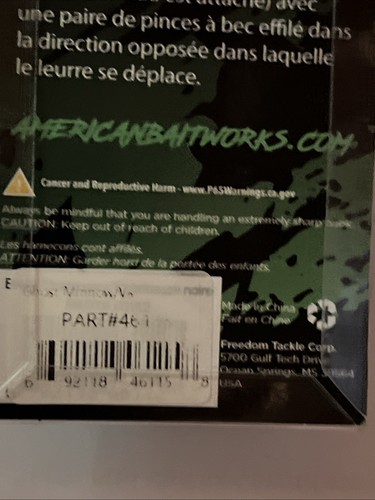 avec
une paire de pinces à bec effilé dans
la direction opposée dans laquelle
le leurre se déplace.
AMERICANBAITWORKS.COM
Cancer and Reproductive Harm - www.P65Warnings.ca.gov
Always be mindful that you are handling an extremely sharp
CAUTION: Keep out of reach of children.
Les hameçons sont affilés.
ATTENTION: Garder hors de la portée des enfants.
E
Ghost Minnow
PART#461
6 92118 46115 8
Made in China
Fait en Chine
Freedom Tackle Corp.
5700 Gulf Tech Drive
Ocean Springs, MS 39564
USA